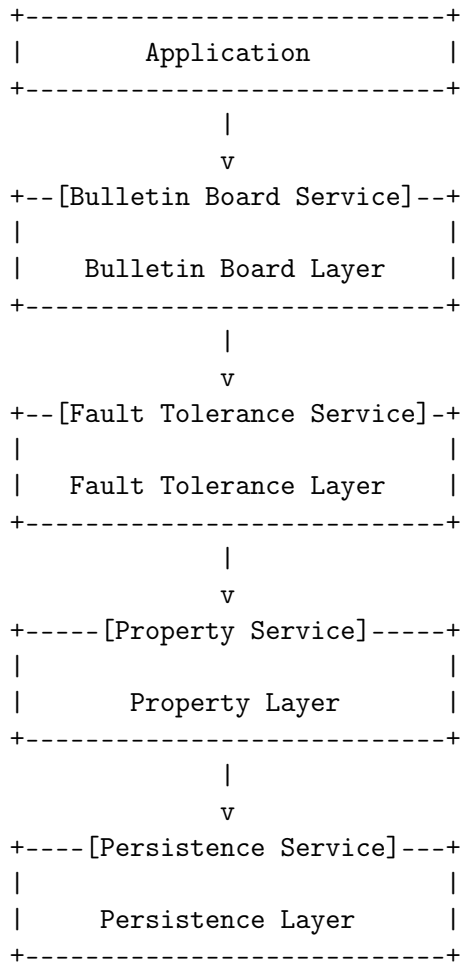 +----------------------------+
|        Application         |
+----------------------------+
|
v
+--[Bulletin Board Service]--+
|                            |
|    Bulletin Board Layer    |
+----------------------------+
|
v
+--[Fault Tolerance Service]-+
|                            |
|   Fault Tolerance Layer    |
+----------------------------+
|
v
+-----[Property Service]-----+
|                            |
|       Property Layer       |
+----------------------------+
|
v
+----[Persistence Service]---+
|                            |
|     Persistence Layer      |
+----------------------------+